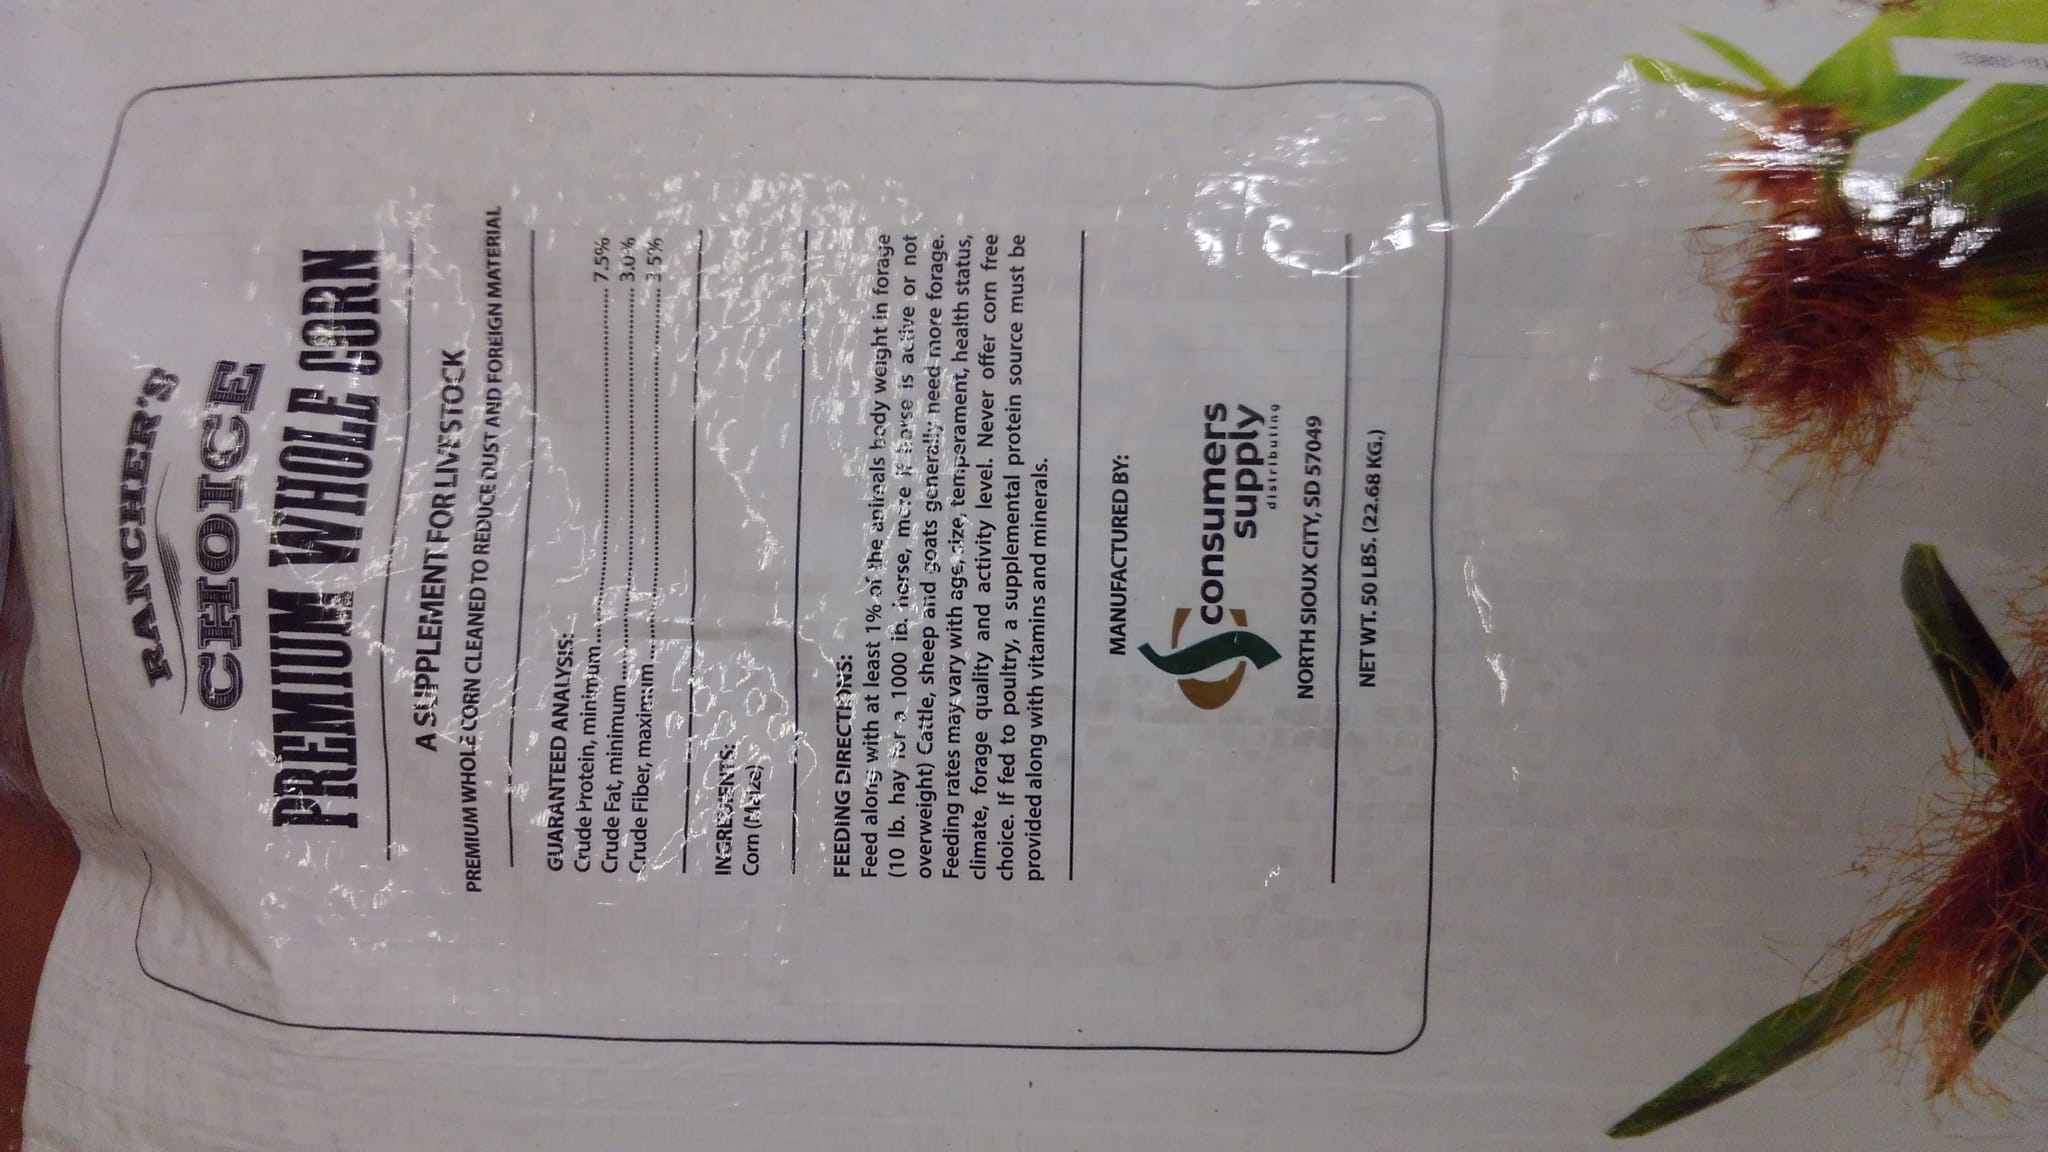 RANCHER'S
CHOICE
PREMIUM WHOLE CORN
A SUPPLEMENT FOR LIVESTOCK
PREMIUM WHOLE CORN CLEANED TO REDUCE DUST AND FOREIGN MATERIAL
GUARANTEED ANALYSIS:
Crude Protein, minimum 7.5%
Crude Fat, minimum 3.0%
Crude Fiber, maximum 3.5%
INGREDIENTS:
Corn (Maize)
FEEDING DIRECTIONS:
Feed along with at least 1% of the animals body weight in forage
(10 lb. hay for a 1000 lb. horse, more if horse is active or not
overweight) Cattle, sheep and goats generally need more forage.
Feeding rates may vary with age, size, temperament, health status,
climate, forage quality and activity level. Never offer corn free
choice. If fed to poultry, a supplemental protein source must be
provided along with vitamins and minerals.
MANUFACTURED BY:
consumers
supply
distributing
NORTH SIOUX CITY, SD 57049
NET WT. 50 LBS. (22.68 KG.)